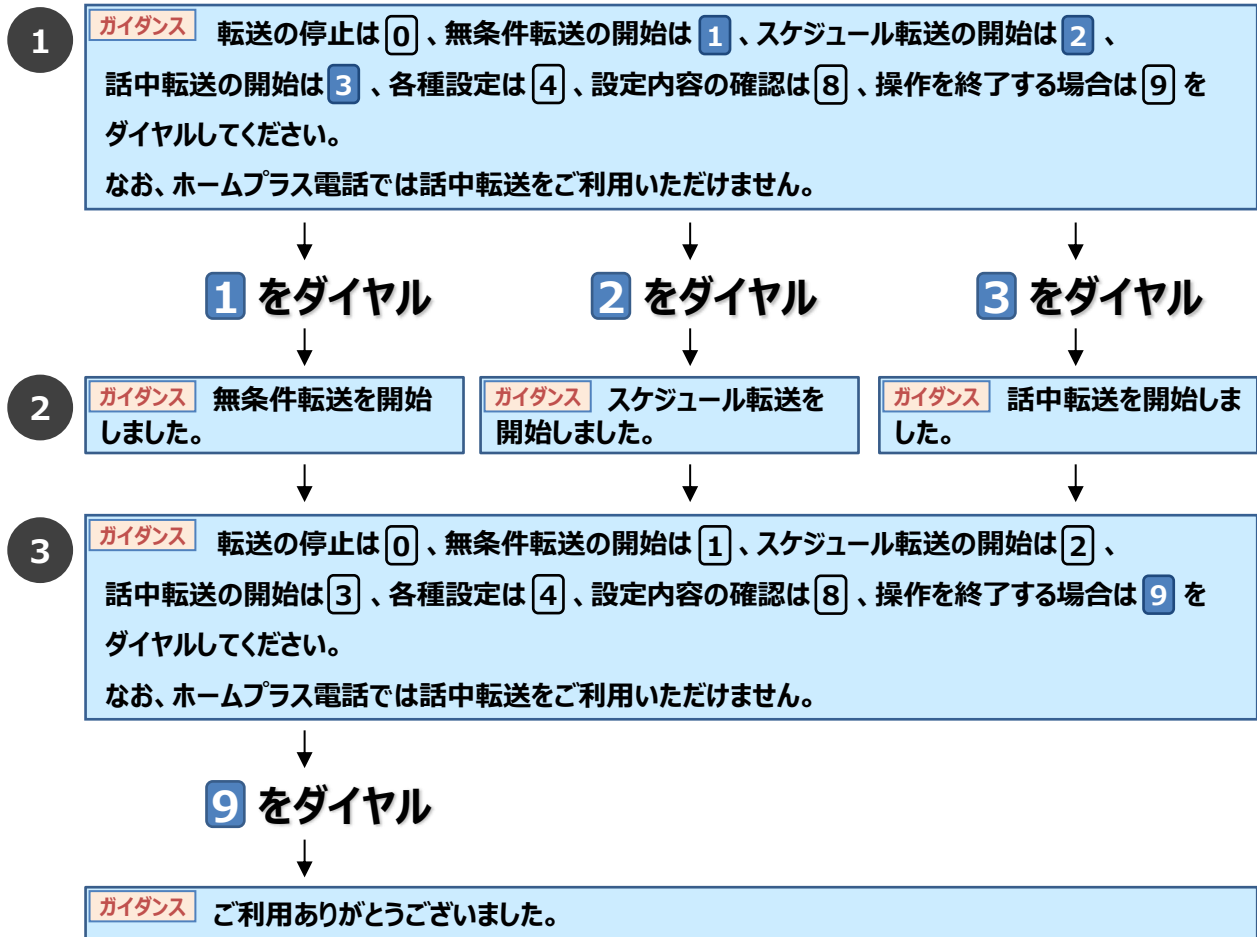 1
ガイダンス 転送の停止は 0 、無条件転送の開始は 1 、スケジュール転送の開始は 2 、
話中転送の開始は 3 、各種設定は 4 、設定内容の確認は 8 、操作を終了する場合は 9 を
ダイヤルしてください。
なお、ホームプラス電話では話中転送をご利用いただけません。
1 をダイヤル
2 をダイヤル
3 をダイヤル
2
ガイダンス 無条件転送を開始
しました。
ガイダンス スケジュール転送を
開始しました。
ガイダンス 話中転送を開始しま
した。
3
ガイダンス 転送の停止は 0 、無条件転送の開始は 1 、スケジュール転送の開始は 2 、
話中転送の開始は 3 、各種設定は 4 、設定内容の確認は 8 、操作を終了する場合は 9 を
ダイヤルしてください。
なお、ホームプラス電話では話中転送をご利用いただけません。
9 をダイヤル
ガイダンス ご利用ありがとうございました。